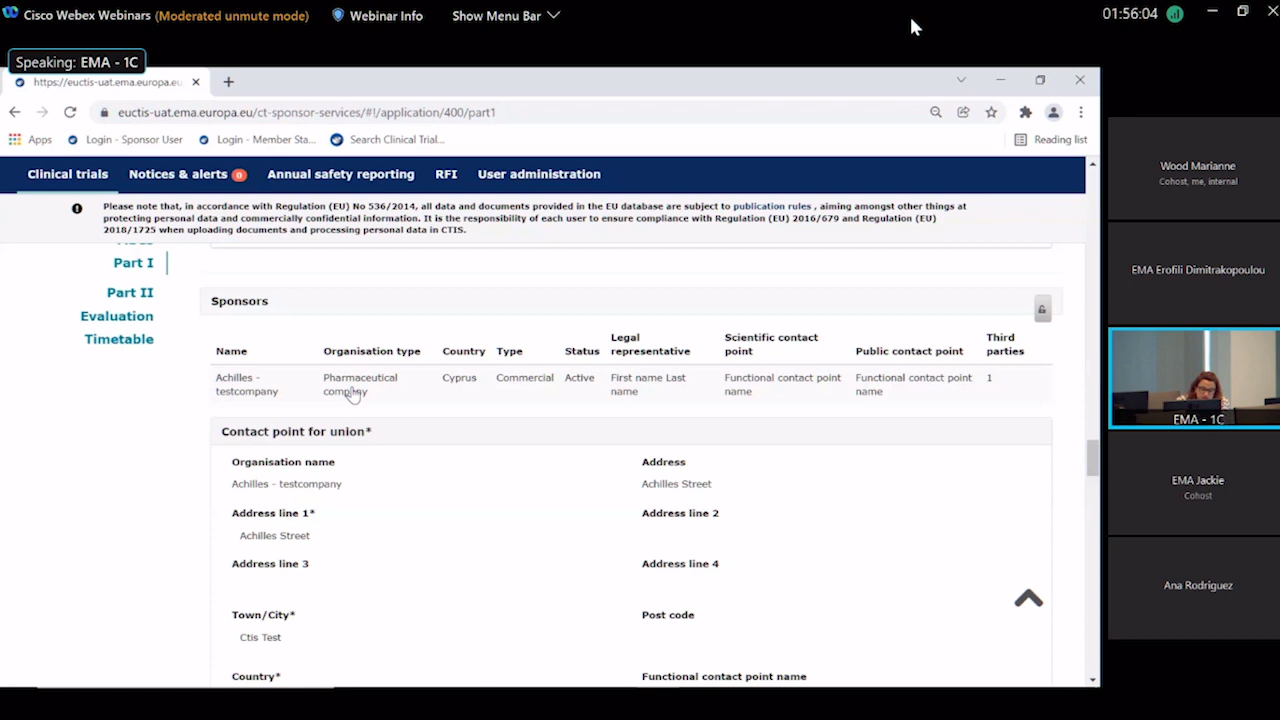 Cisco Webex Webinars (Moderated unmute mode) Webinar Info Show Menu Bar 01:56:04
Speaking: EMA - 1C
https://euctis-uat.ema.europa.eu
euctis-uat.ema.europa.eu/ct-sponsor-services/#!/application/400/part1
Apps Login - Sponsor User Login - Member Sta... Search Clinical Trial... Reading list
Clinical trials Notices & alerts 0 Annual safety reporting RFI User administration
Please note that, in accordance with Regulation (EU) No 536/2014, all data and documents provided in the EU database are subject to publication rules , aiming amongst other things at
protecting personal data and commercially confidential information. It is the responsibility of each user to ensure compliance with Regulation (EU) 2016/679 and Regulation (EU)
2018/1725 when uploading documents and processing personal data in CTIS.
Part I
Part II
Evaluation
Timetable
Sponsors
Name Organisation type Country Type Status Legal representative Scientific contact point Public contact point Third parties
Achilles - testcompany Pharmaceutical company Cyprus Commercial Active First name Last name Functional contact point name Functional contact point name 1
Contact point for union*
Organisation name Address
Achilles - testcompany Achilles Street
Address line 1* Address line 2
Achilles Street
Address line 3 Address line 4
Town/City* Post code
Ctis Test
Country* Functional contact point name
Wood Marianne
Cohost, me, internal
EMA Erofili Dimitrakopoulou
EMA - 1C
EMA Jackie
Cohost
Ana Rodriguez